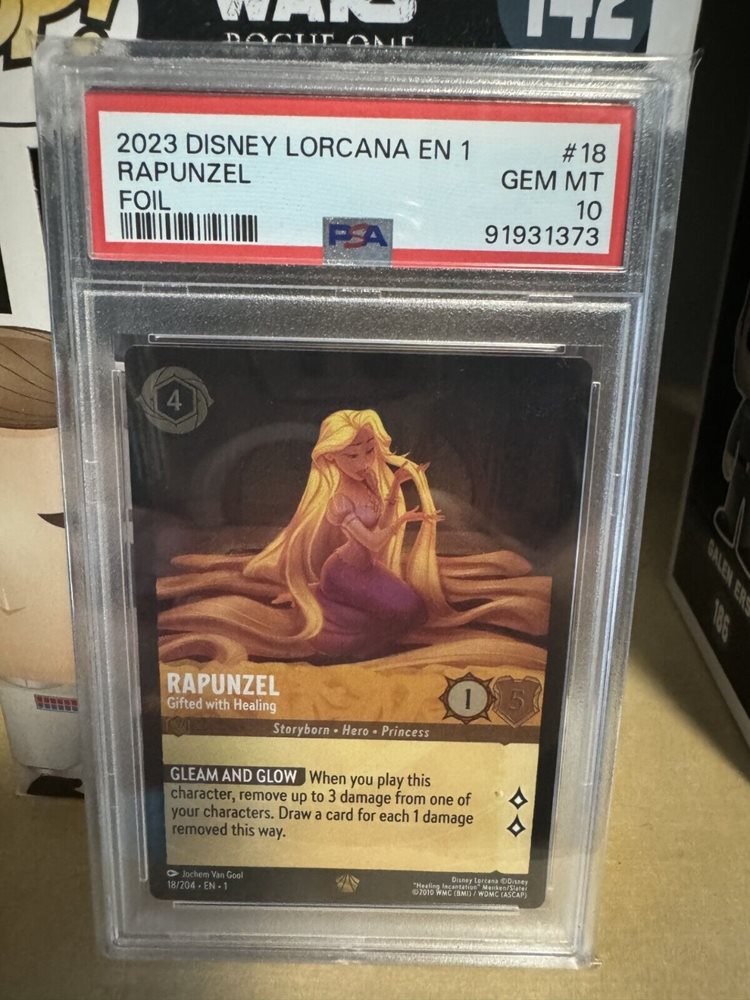 WARS
ROGUE ONE
142
2023 DISNEY LORCANA EN 1
#18
RAPUNZEL
GEM MT
FOIL
10
PSA
91931373
4
RAPUNZEL
Gifted with Healing
1
5
Storyborn • Hero • Princess
GLEAM AND GLOW When you play this
character, remove up to 3 damage from one of
your characters. Draw a card for each 1 damage
removed this way.
Jochem Van Gool
18/204 • EN • 1
Disney Lorcana ©Disney
"Healing Incantation" Menken/Slater
©2010 WMC (BMI) / WDMC (ASCAP)
GALEN
186